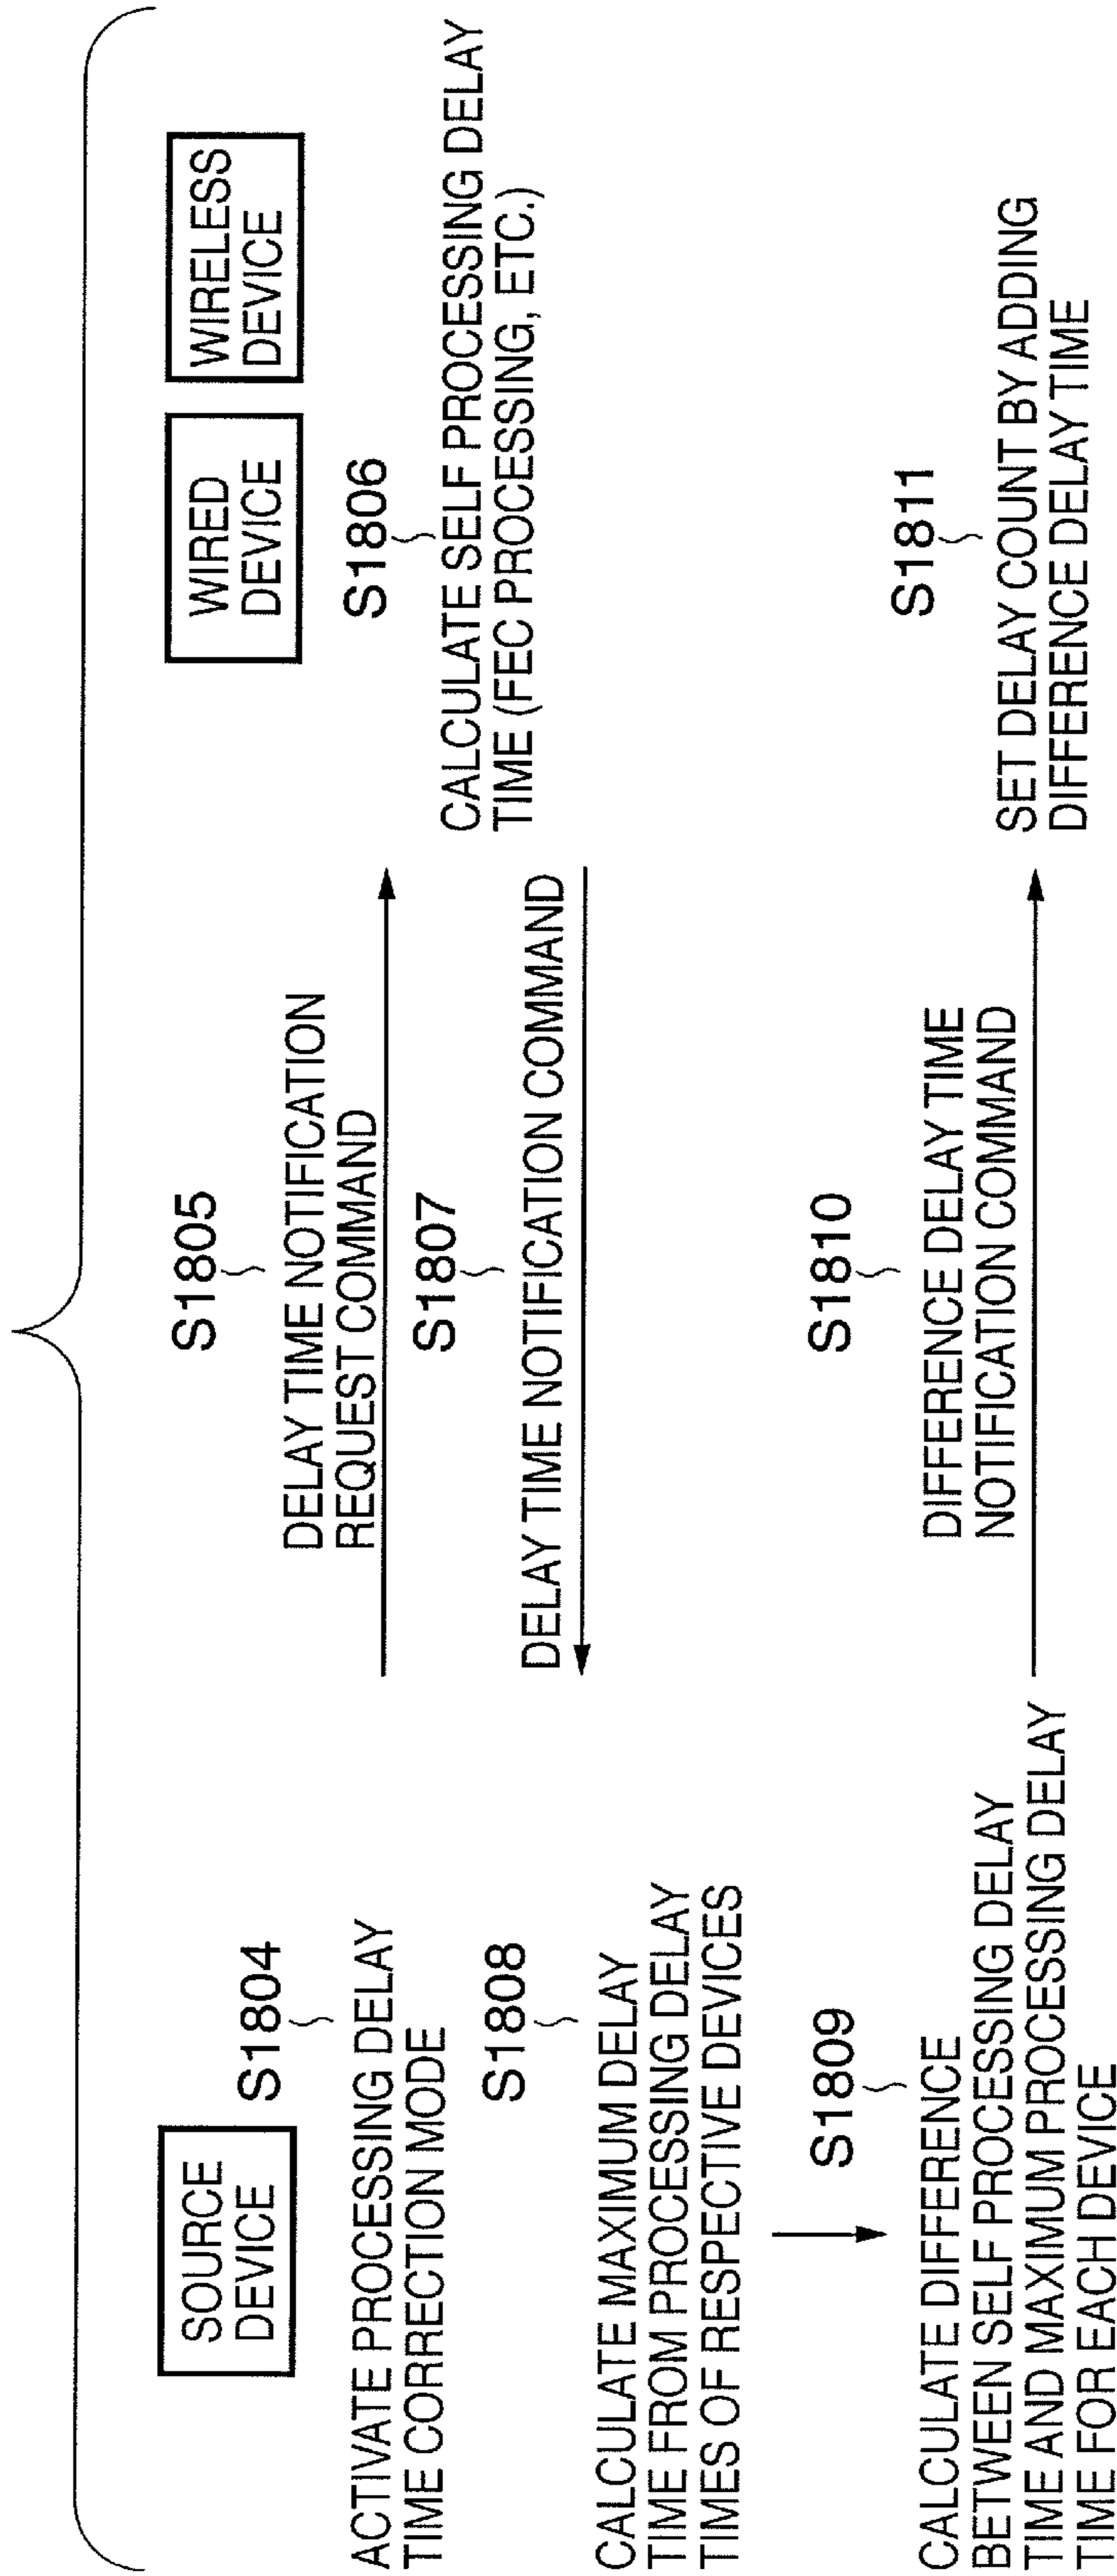 SOURCE
DEVICE
WIRED
DEVICE
WIRELESS
DEVICE
S1804
ACTIVATE PROCESSING DELAY
TIME CORRECTION MODE
S1805
DELAY TIME NOTIFICATION
REQUEST COMMAND
S1806
CALCULATE SELF PROCESSING DELAY
TIME (FEC PROCESSING, ETC.)
S1807
DELAY TIME NOTIFICATION COMMAND
S1808
CALCULATE MAXIMUM DELAY
TIME FROM PROCESSING DELAY
TIMES OF RESPECTIVE DEVICES
S1809
CALCULATE DIFFERENCE
BETWEEN SELF PROCESSING DELAY
TIME AND MAXIMUM PROCESSING DELAY
TIME FOR EACH DEVICE
S1810
DIFFERENCE DELAY TIME
NOTIFICATION COMMAND
S1811
SET DELAY COUNT BY ADDING
DIFFERENCE DELAY TIME